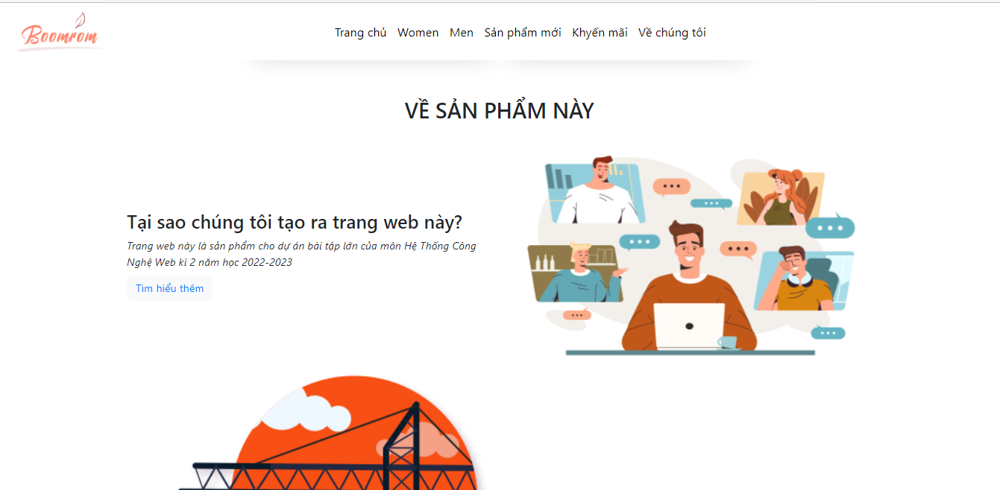 Boomrom
Trang chủ Women Men Sản phẩm mới Khyến mãi Về chúng tôi
VỀ SẢN PHẨM NÀY
Tại sao chúng tôi tạo ra trang web này?
Trang web này là sản phẩm cho dự án bài tập lớn của môn Hệ Thống Công
Nghệ Web kì 2 năm học 2022-2023
Tìm hiểu thêm